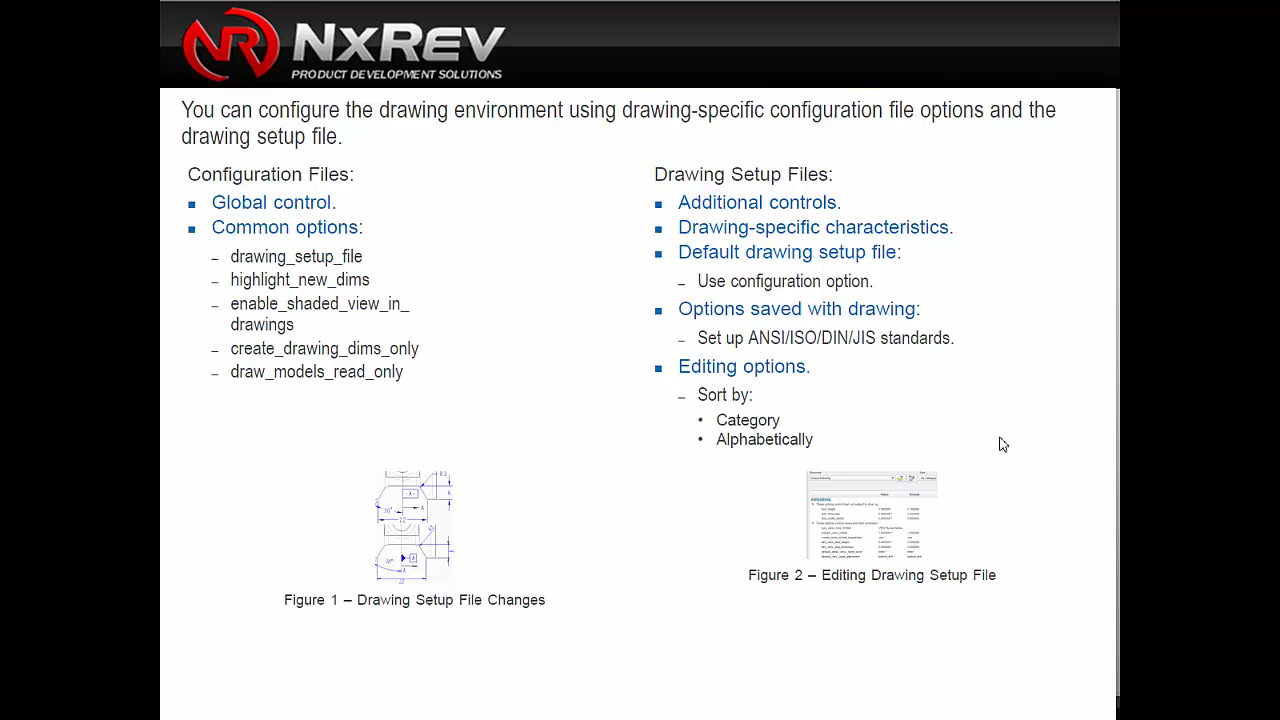 NxRev
PRODUCT DEVELOPMENT SOLUTIONS
You can configure the drawing environment using drawing-specific configuration file options and the
drawing setup file.
Configuration Files:
Global control.
Common options:
drawing_setup_file
highlight_new_dims
enable_shaded_view_in_
drawings
create_drawing_dims_only
draw_models_read_only
Figure 1 – Drawing Setup File Changes
Drawing Setup Files:
Additional controls.
Drawing-specific characteristics.
Default drawing setup file:
Use configuration option.
Options saved with drawing:
Set up ANSI/ISO/DIN/JIS standards.
Editing options.
Sort by:
Category
Alphabetically
Figure 2 – Editing Drawing Setup File